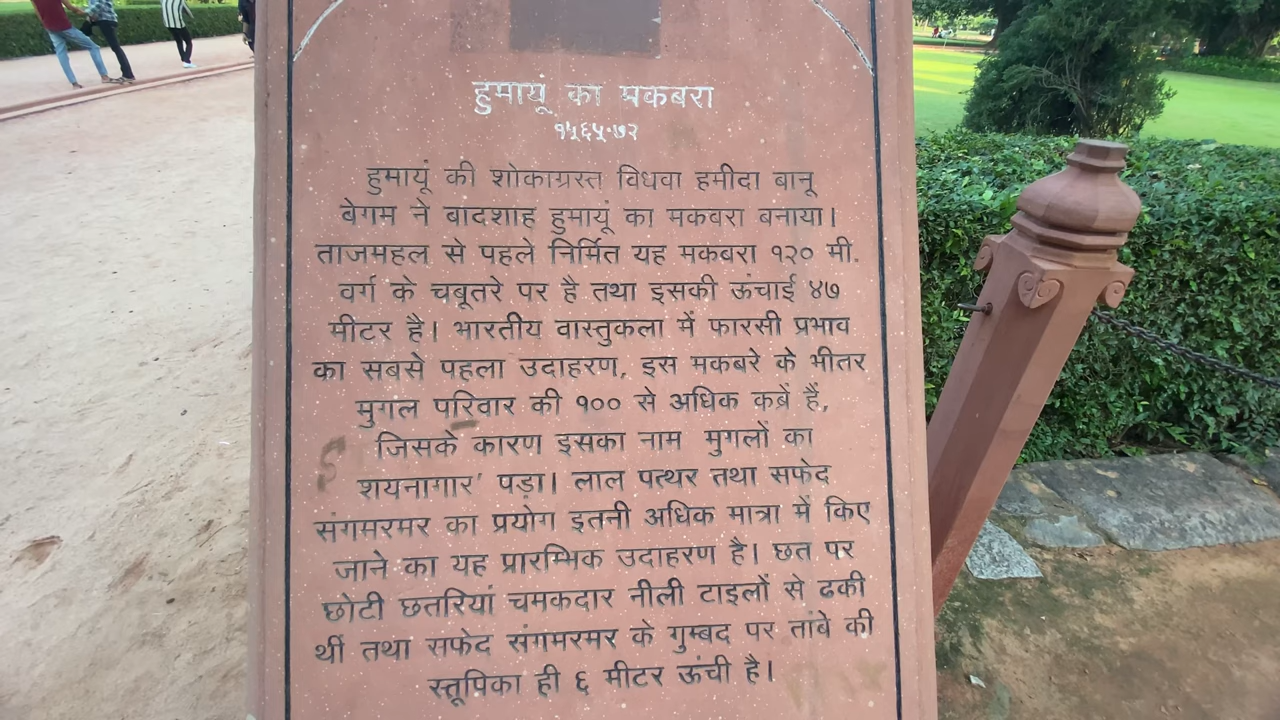 हुमायूं का मकबरा
१५६५-७२
हुमायूं की शोकाग्रस्त विधवा हमीदा बानू
बेगम ने बादशाह हुमायूं का मकबरा बनाया।
ताजमहल से पहले निर्मित यह मकबरा १२० मी.
वर्ग के चबूतरे पर है तथा इसकी ऊंचाई ४७
मीटर है। भारतीय वास्तुकला में फारसी प्रभाव
का सबसे पहला उदाहरण, इस मकबरे के भीतर
मुगल परिवार की १०० से अधिक कब्रें हैं,
जिसके कारण इसका नाम मुगलों का
शयनागार' पड़ा। लाल पत्थर तथा सफेद
संगमरमर का प्रयोग इतनी अधिक मात्रा में किए
जाने का यह प्रारम्भिक उदाहरण है। छत पर
छोटी छतरियां चमकदार नीली टाइलों से ढकी
थीं तथा सफेद संगमरमर के गुम्बद पर तांबे की
स्तूपिका ही ६ मीटर ऊंची है।